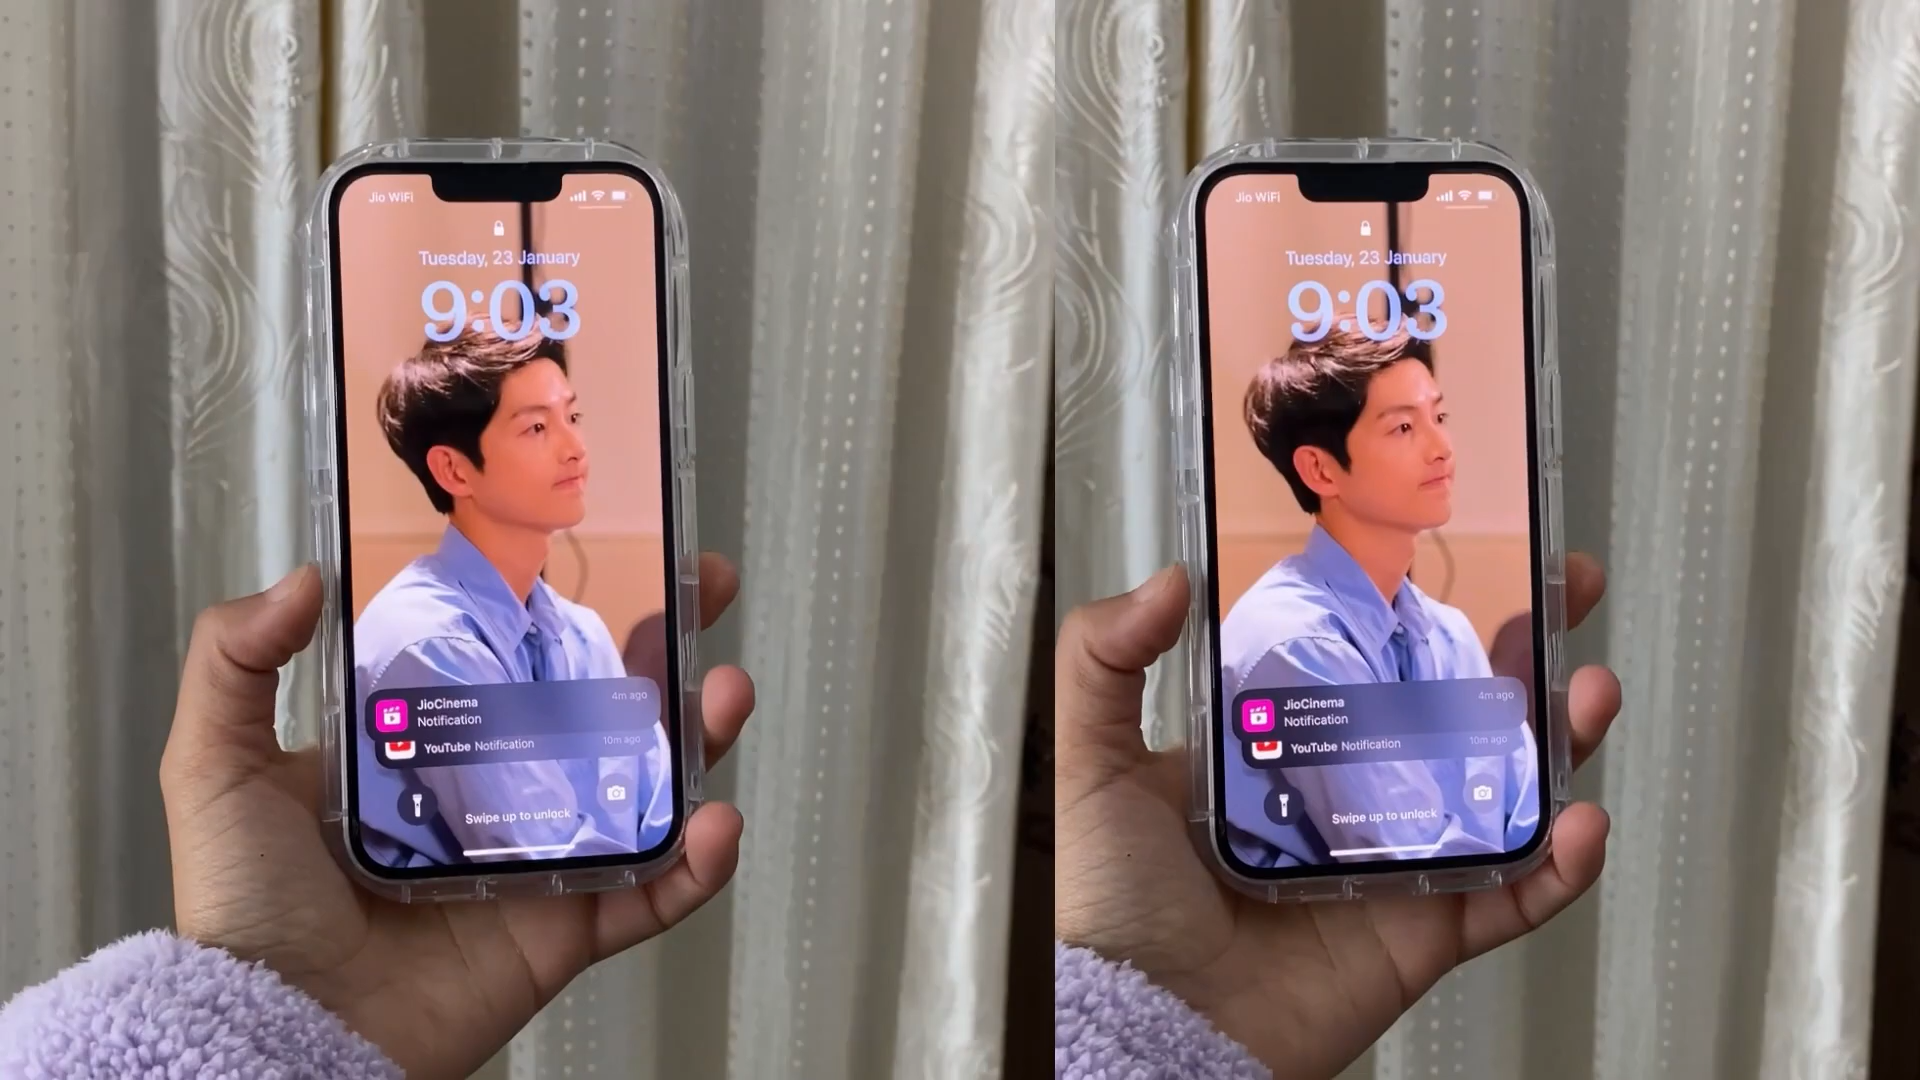 Jio WiFi
Tuesday, 23 January
9:03
JioCinema
4m ago
Notification
YouTube Notification
10m ago
Swipe up to unlock
Jio WiFi
Tuesday, 23 January
9:03
JioCinema
4m ago
Notification
YouTube Notification
10m ago
Swipe up to unlock